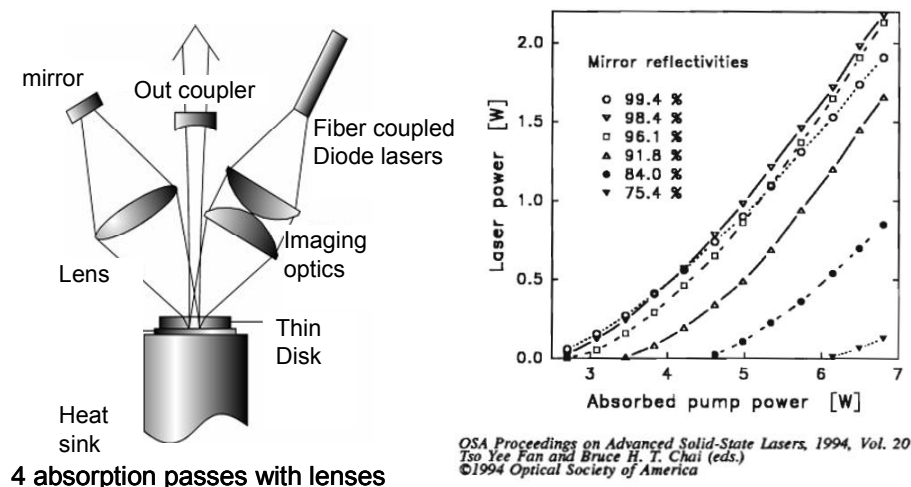 mirror
Out coupler
Fiber coupled
Diode lasers
Lens
Imaging
optics
Thin
Disk
Heat
sink
4 absorption passes with lenses
Laser power [W]
2.0
1.5
1.0
0.5
0.0
Mirror reflectivities
99.4 %
98.4 %
96.1 %
91.8 %
84.0 %
75.4 %
3 4 5 6 7
Absorbed pump power [W]
OSA Proceedings on Advanced Solid-State Lasers, 1994, Vol. 20
Tso Yee Fan and Bruce H. T. Chai (eds.)
©1994 Optical Society of America